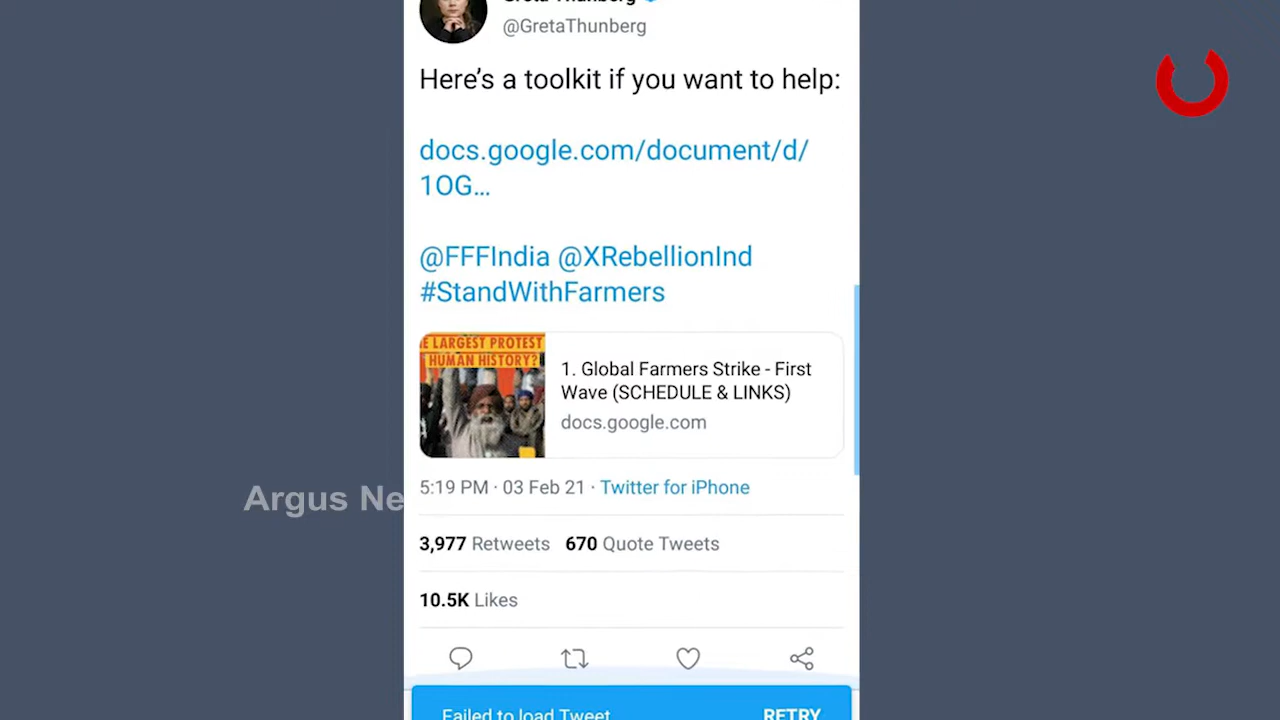 Greta Thunberg
@GretaThunberg
Here's a toolkit if you want to help:
docs.google.com/document/d/
1OG...
@FFFIndia @XRebellionInd
#StandWithFarmers
E LARGEST PROTEST
HUMAN HISTORY?
1. Global Farmers Strike - First
Wave (SCHEDULE & LINKS)
docs.google.com
Argus Ne
5:19 PM · 03 Feb 21 · Twitter for iPhone
3,977 Retweets 670 Quote Tweets
10.5K Likes
Failed to load Tweet RETRY